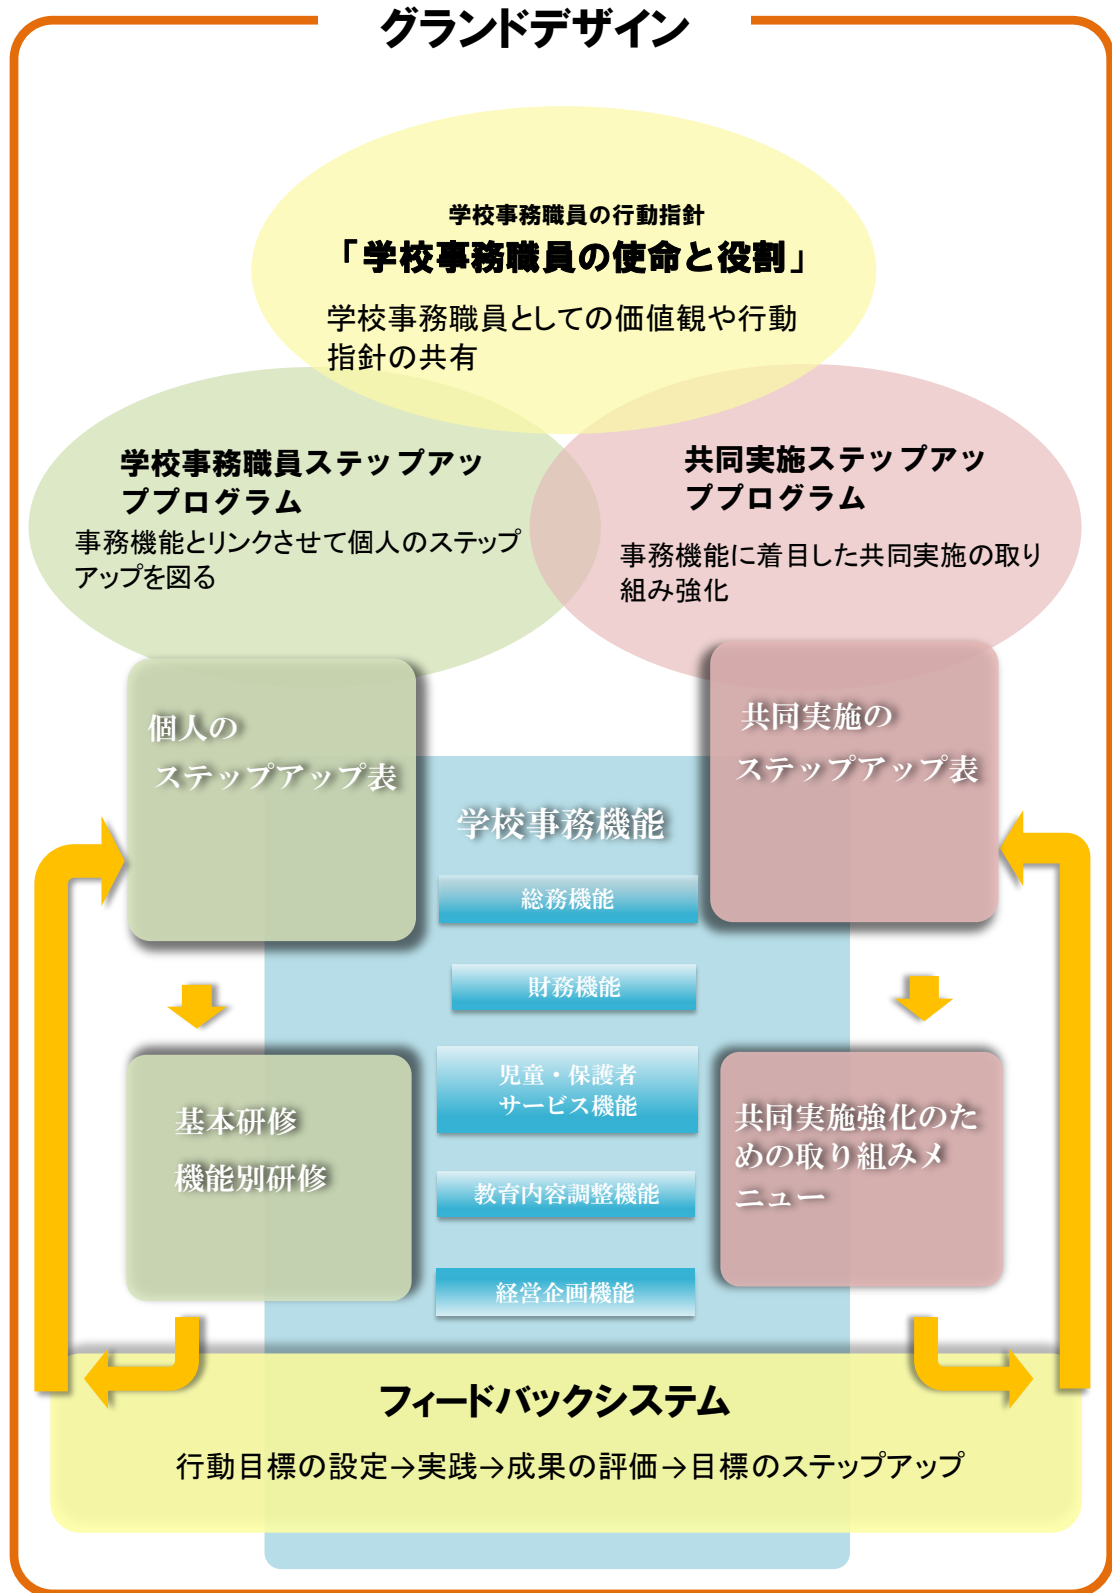 グランドデザイン
学校事務職員の行動指針
「学校事務職員の使命と役割」
学校事務職員としての価値観や行動
指針の共有
学校事務職員ステップアッ
ププログラム
事務機能とリンクさせて個人のステップ
アップを図る
共同実施ステップアッ
ププログラム
事務機能に着目した共同実施の取り
組み強化
個人の
ステップアップ表
共同実施の
ステップアップ表
学校事務機能
総務機能
財務機能
児童・保護者
サービス機能
教育内容調整機能
経営企画機能
基本研修
機能別研修
共同実施強化のた
めの取り組みメ
ニュー
フィードバックシステム
行動目標の設定→実践→成果の評価→目標のステップアップ